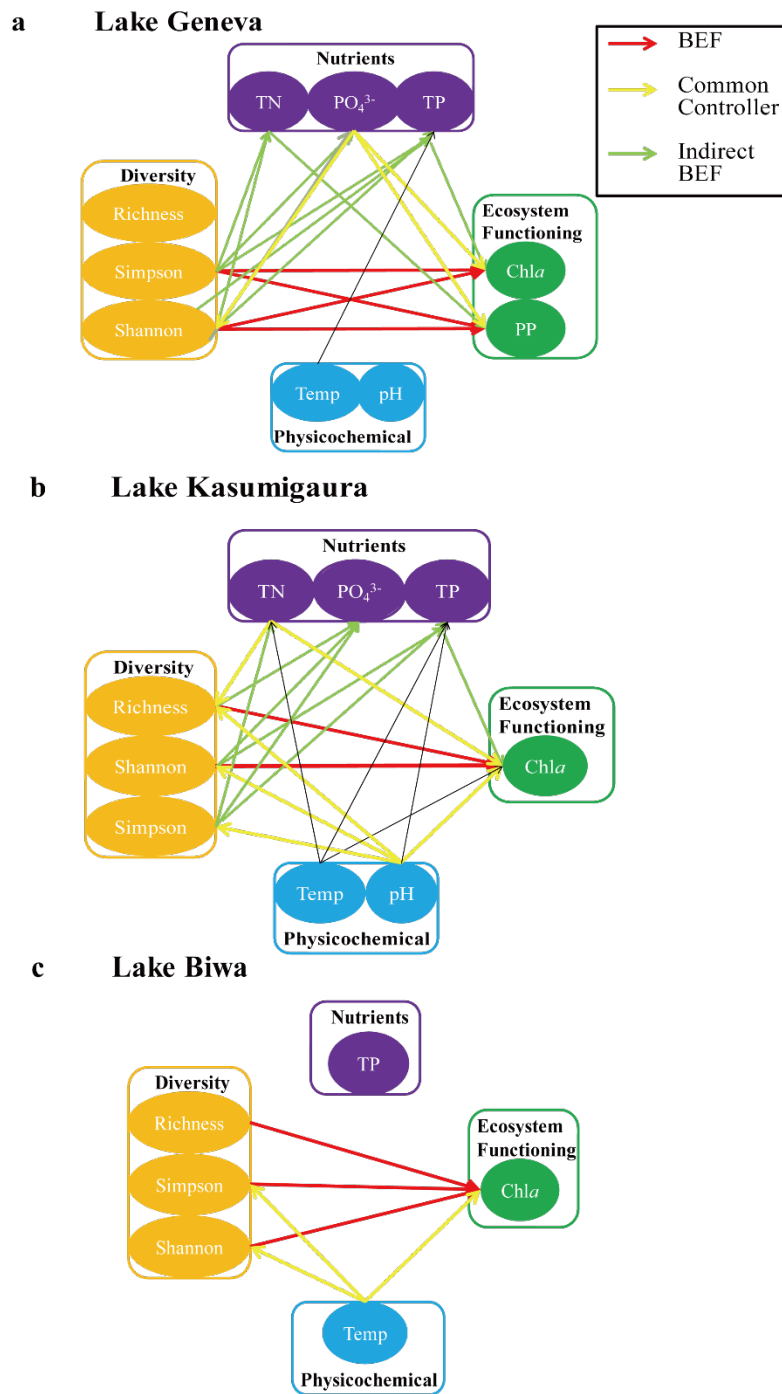 a Lake Geneva
BEF
Common
Controller
Indirect
BEF
Nutrients
TN PO₄³⁻ TP
Diversity
Richness
Simpson
Shannon
Ecosystem
Functioning
Chla
PP
Temp pH
Physicochemical
b Lake Kasumigaura
Nutrients
TN PO₄³⁻ TP
Diversity
Richness
Shannon
Simpson
Ecosystem
Functioning
Chla
Temp pH
Physicochemical
c Lake Biwa
Nutrients
TP
Diversity
Richness
Simpson
Shannon
Ecosystem
Functioning
Chla
Temp
Physicochemical